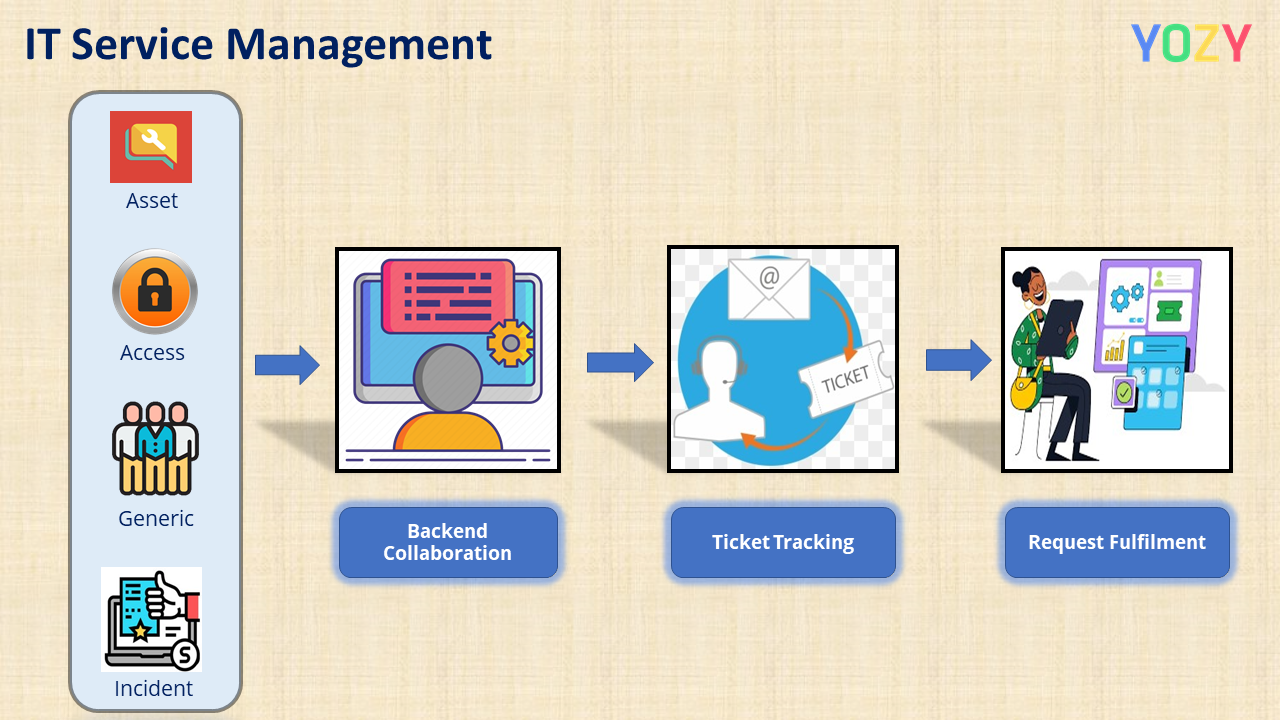 IT Service Management
YOZY
Asset
Access
Generic
Incident
@
TICKET
S
Backend
Collaboration
Ticket Tracking
Request Fulfilment